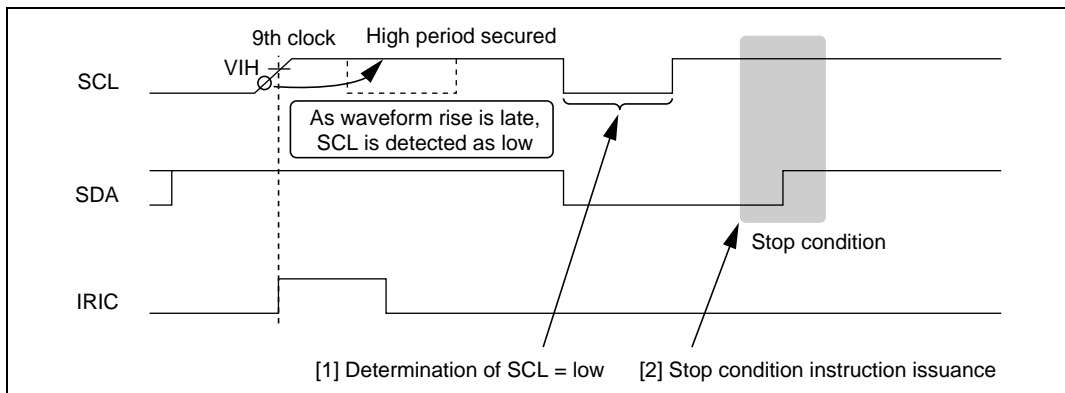 9th clock
High period secured
VIH
SCL
As waveform rise is late,
SCL is detected as low
SDA
Stop condition
IRIC
[1] Determination of SCL = low
[2] Stop condition instruction issuance